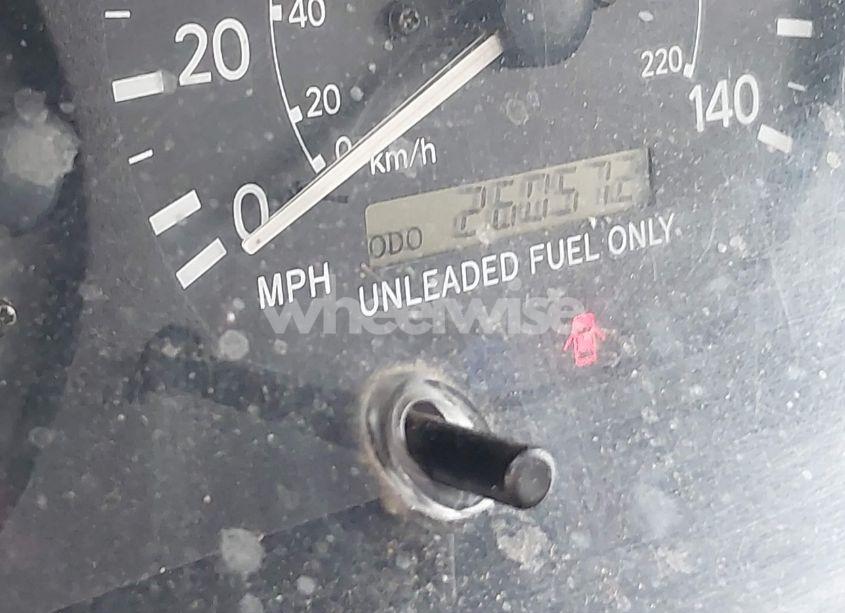 40
20
20
220
140
0
km/h
0
ODO 260572
MPH
UNLEADED FUEL ONLY
wheelwise